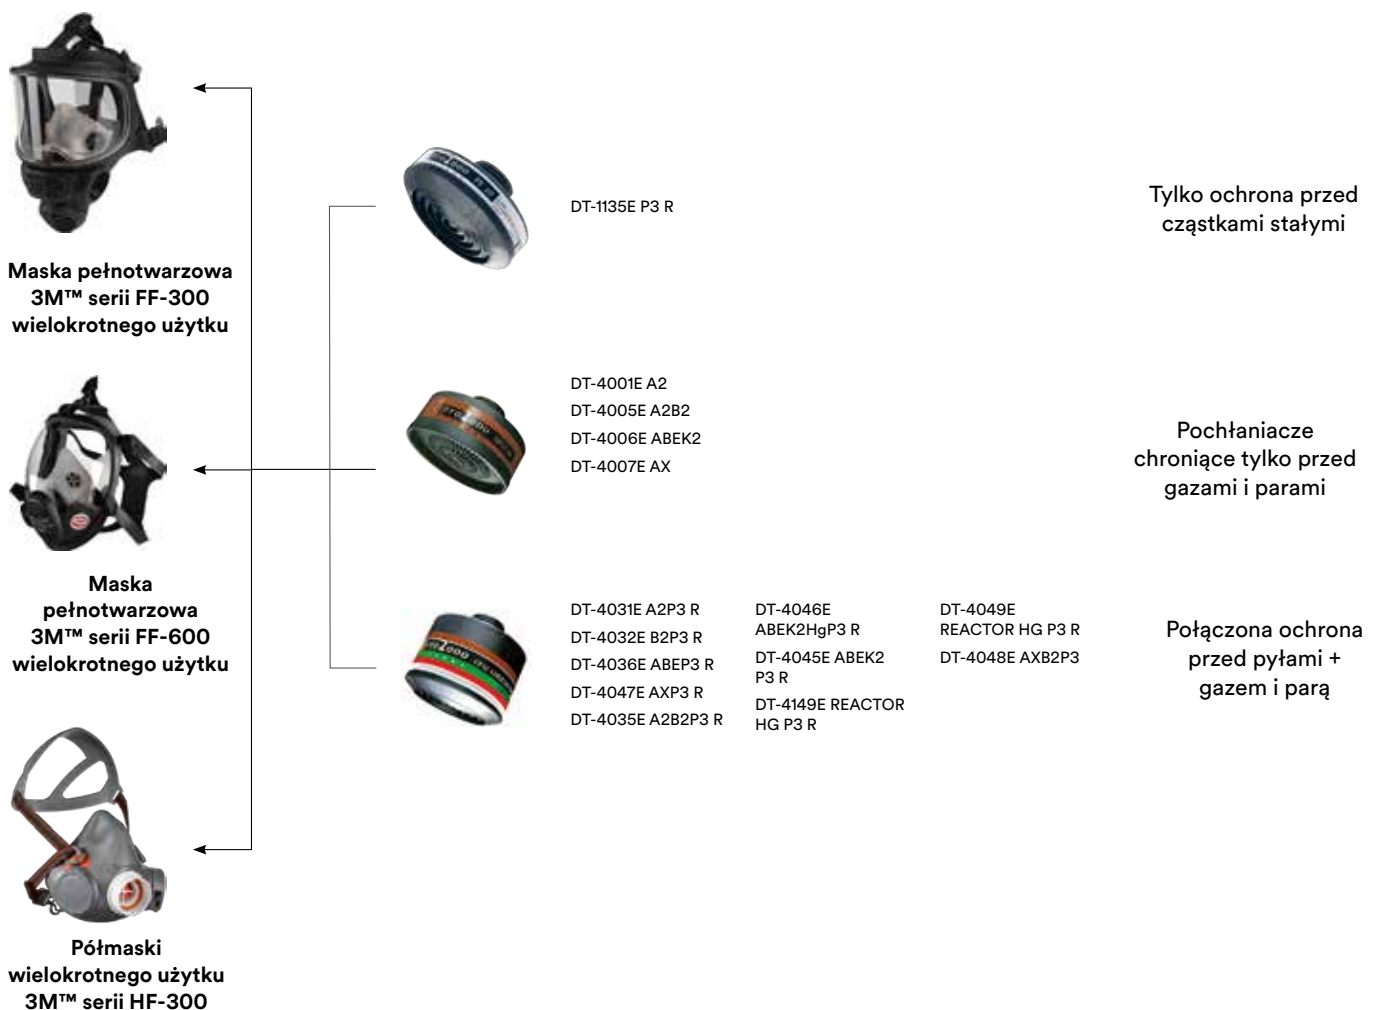 Maska pełnotwarzowa
3M™ serii FF-300
wielokrotnego użytku
Maska
pełnotwarzowa
3M™ serii FF-600
wielokrotnego użytku
Półmaski
wielokrotnego użytku
3M™ serii HF-300
DT-1135E P3 R
Tylko ochrona przed
cząstkami stałymi
DT-4001E A2
DT-4005E A2B2
DT-4006E ABEK2
DT-4007E AX
Pochłaniacze
chroniące tylko przed
gazami i parami
DT-4031E A2P3 R
DT-4032E B2P3 R
DT-4036E ABEP3 R
DT-4047E AXP3 R
DT-4035E A2B2P3 R
DT-4046E
ABEK2HgP3 R
DT-4045E ABEK2
P3 R
DT-4149E REACTOR
HG P3 R
DT-4049E
REACTOR HG P3 R
DT-4048E AXB2P3
Połączona ochrona
przed pyłami +
gazem i parą